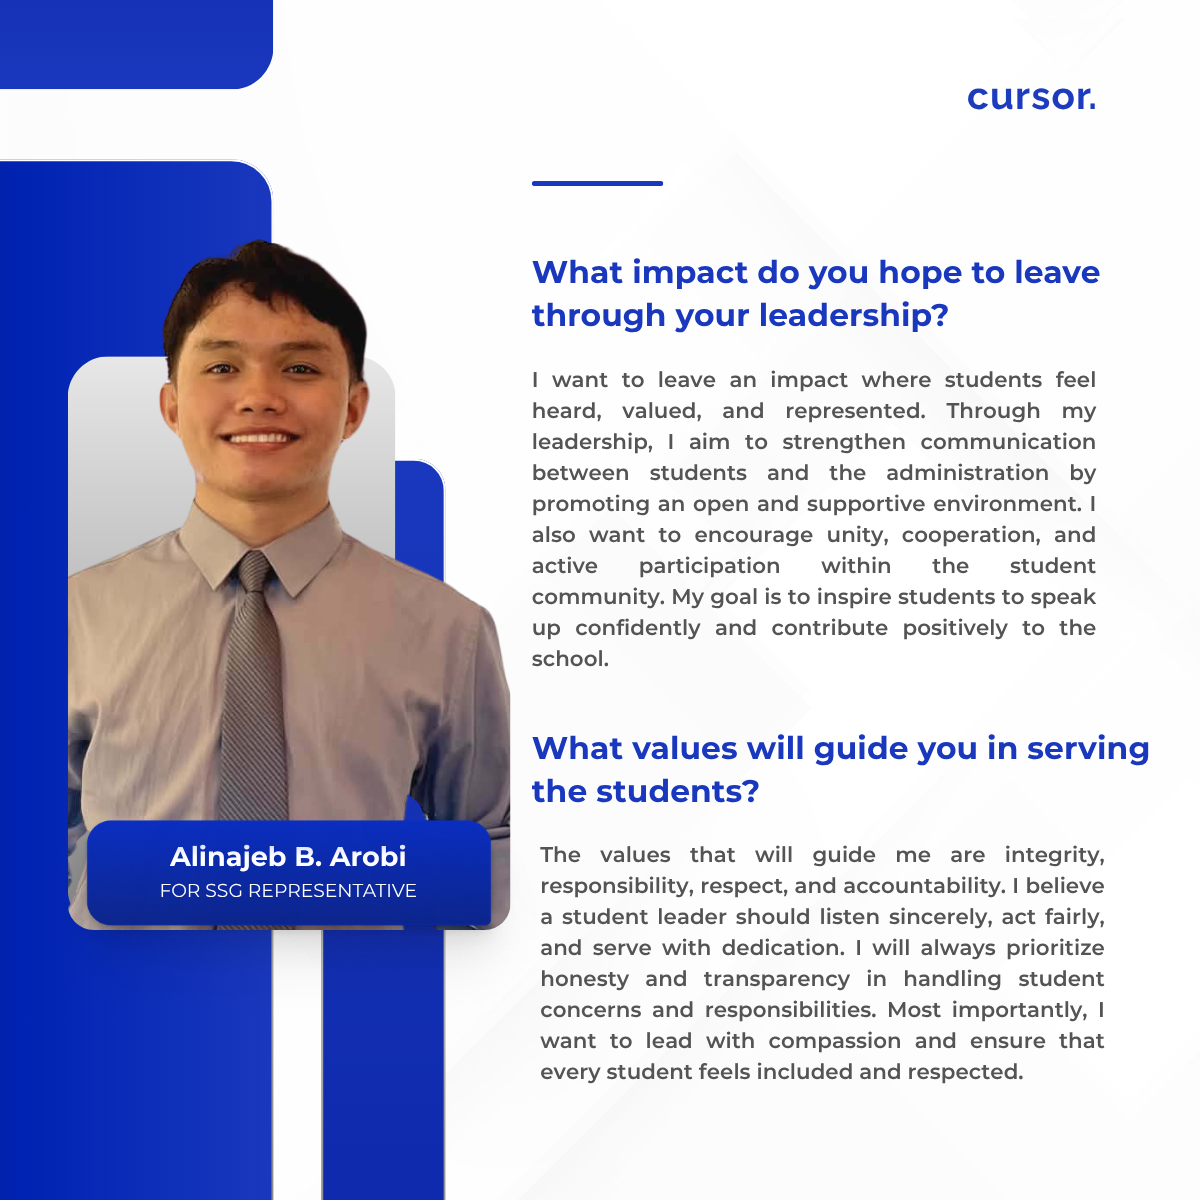 cursor.
What impact do you hope to leave
through your leadership?
I want to leave an impact where students feel
heard, valued, and represented. Through my
leadership, I aim to strengthen communication
between students and the administration by
promoting an open and supportive environment. I
also want to encourage unity, cooperation, and
active participation within the student
community. My goal is to inspire students to speak
up confidently and contribute positively to the
school.
What values will guide you in serving
the students?
The values that will guide me are integrity,
responsibility, respect, and accountability. I believe
a student leader should listen sincerely, act fairly,
and serve with dedication. I will always prioritize
honesty and transparency in handling student
concerns and responsibilities. Most importantly, I
want to lead with compassion and ensure that
every student feels included and respected.
Alinajeb B. Arobi
FOR SSG REPRESENTATIVE